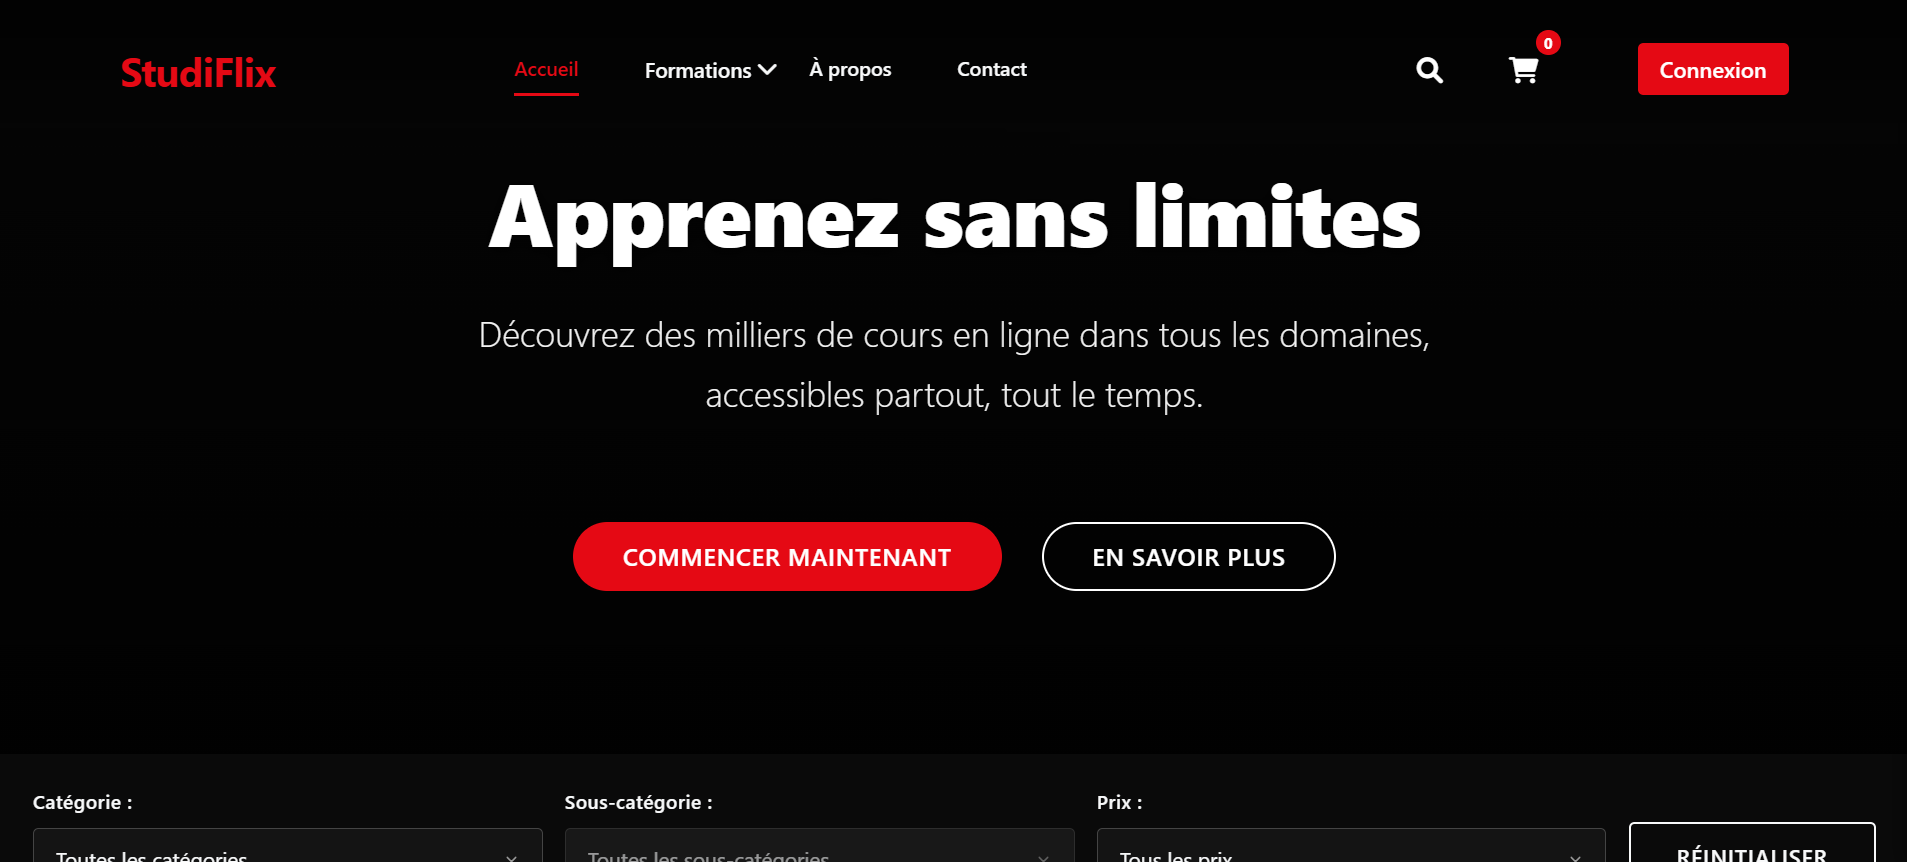 StudiFlix
Accueil
Formations
À propos
Contact
0
Connexion
Apprenez sans limites
Découvrez des milliers de cours en ligne dans tous les domaines,
accessibles partout, tout le temps.
COMMENCER MAINTENANT
EN SAVOIR PLUS
Catégorie :
Sous-catégorie :
Prix :
Toutes les catégories
Toutes les sous-catégories
Tous les prix
RÉINITIALISER